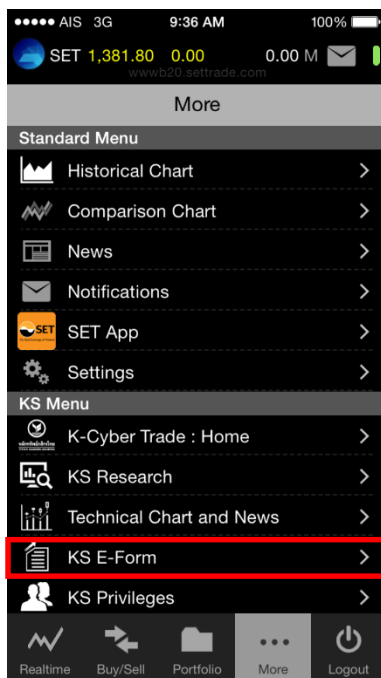 AIS 3G 9:36 AM 100%
SET 1,381.80 0.00 0.00 M
wwwb20.settrade.com
More
Standard Menu
Historical Chart
Comparison Chart
News
Notifications
SET
SET App
Settings
KS Menu
K-Cyber Trade : Home
KS Research
Technical Chart and News
KS E-Form
KS Privileges
Realtime Buy/Sell Portfolio More Logout